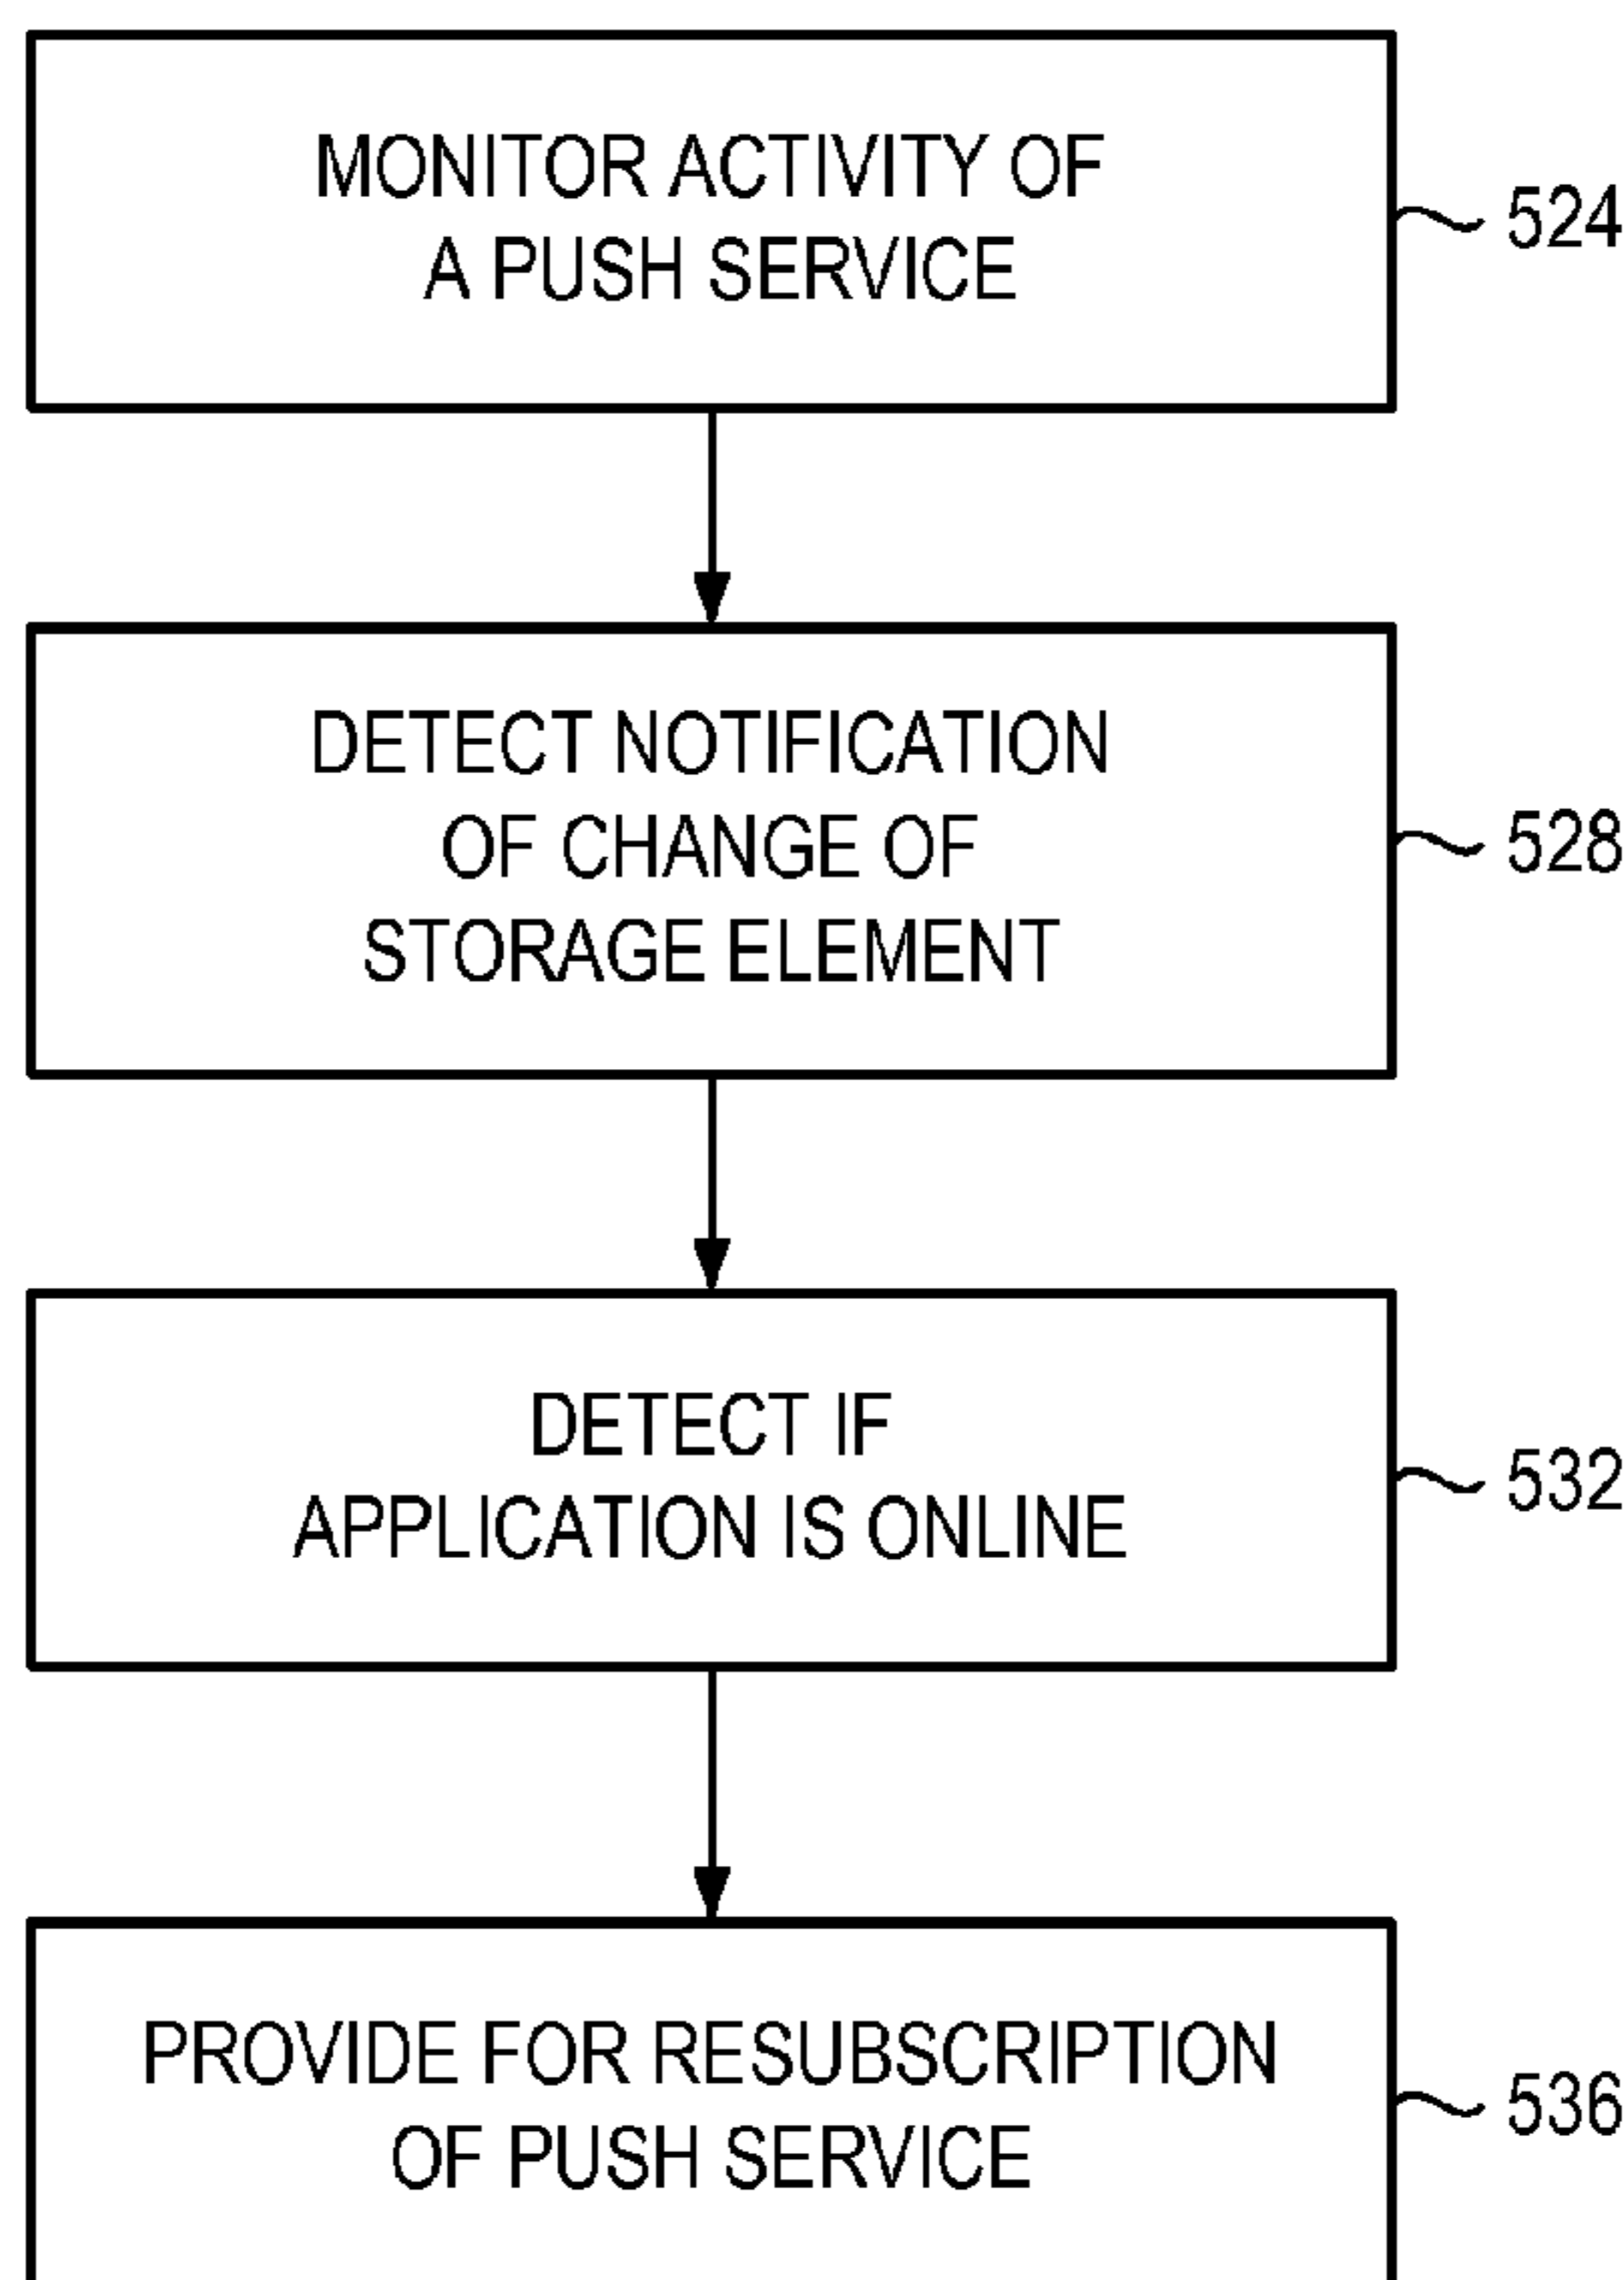 MONITOR ACTIVITY OF
A PUSH SERVICE
524
DETECT NOTIFICATION
OF CHANGE OF
STORAGE ELEMENT
528
DETECT IF
APPLICATION IS ONLINE
532
PROVIDE FOR RESUBSCRIPTION
OF PUSH SERVICE
536